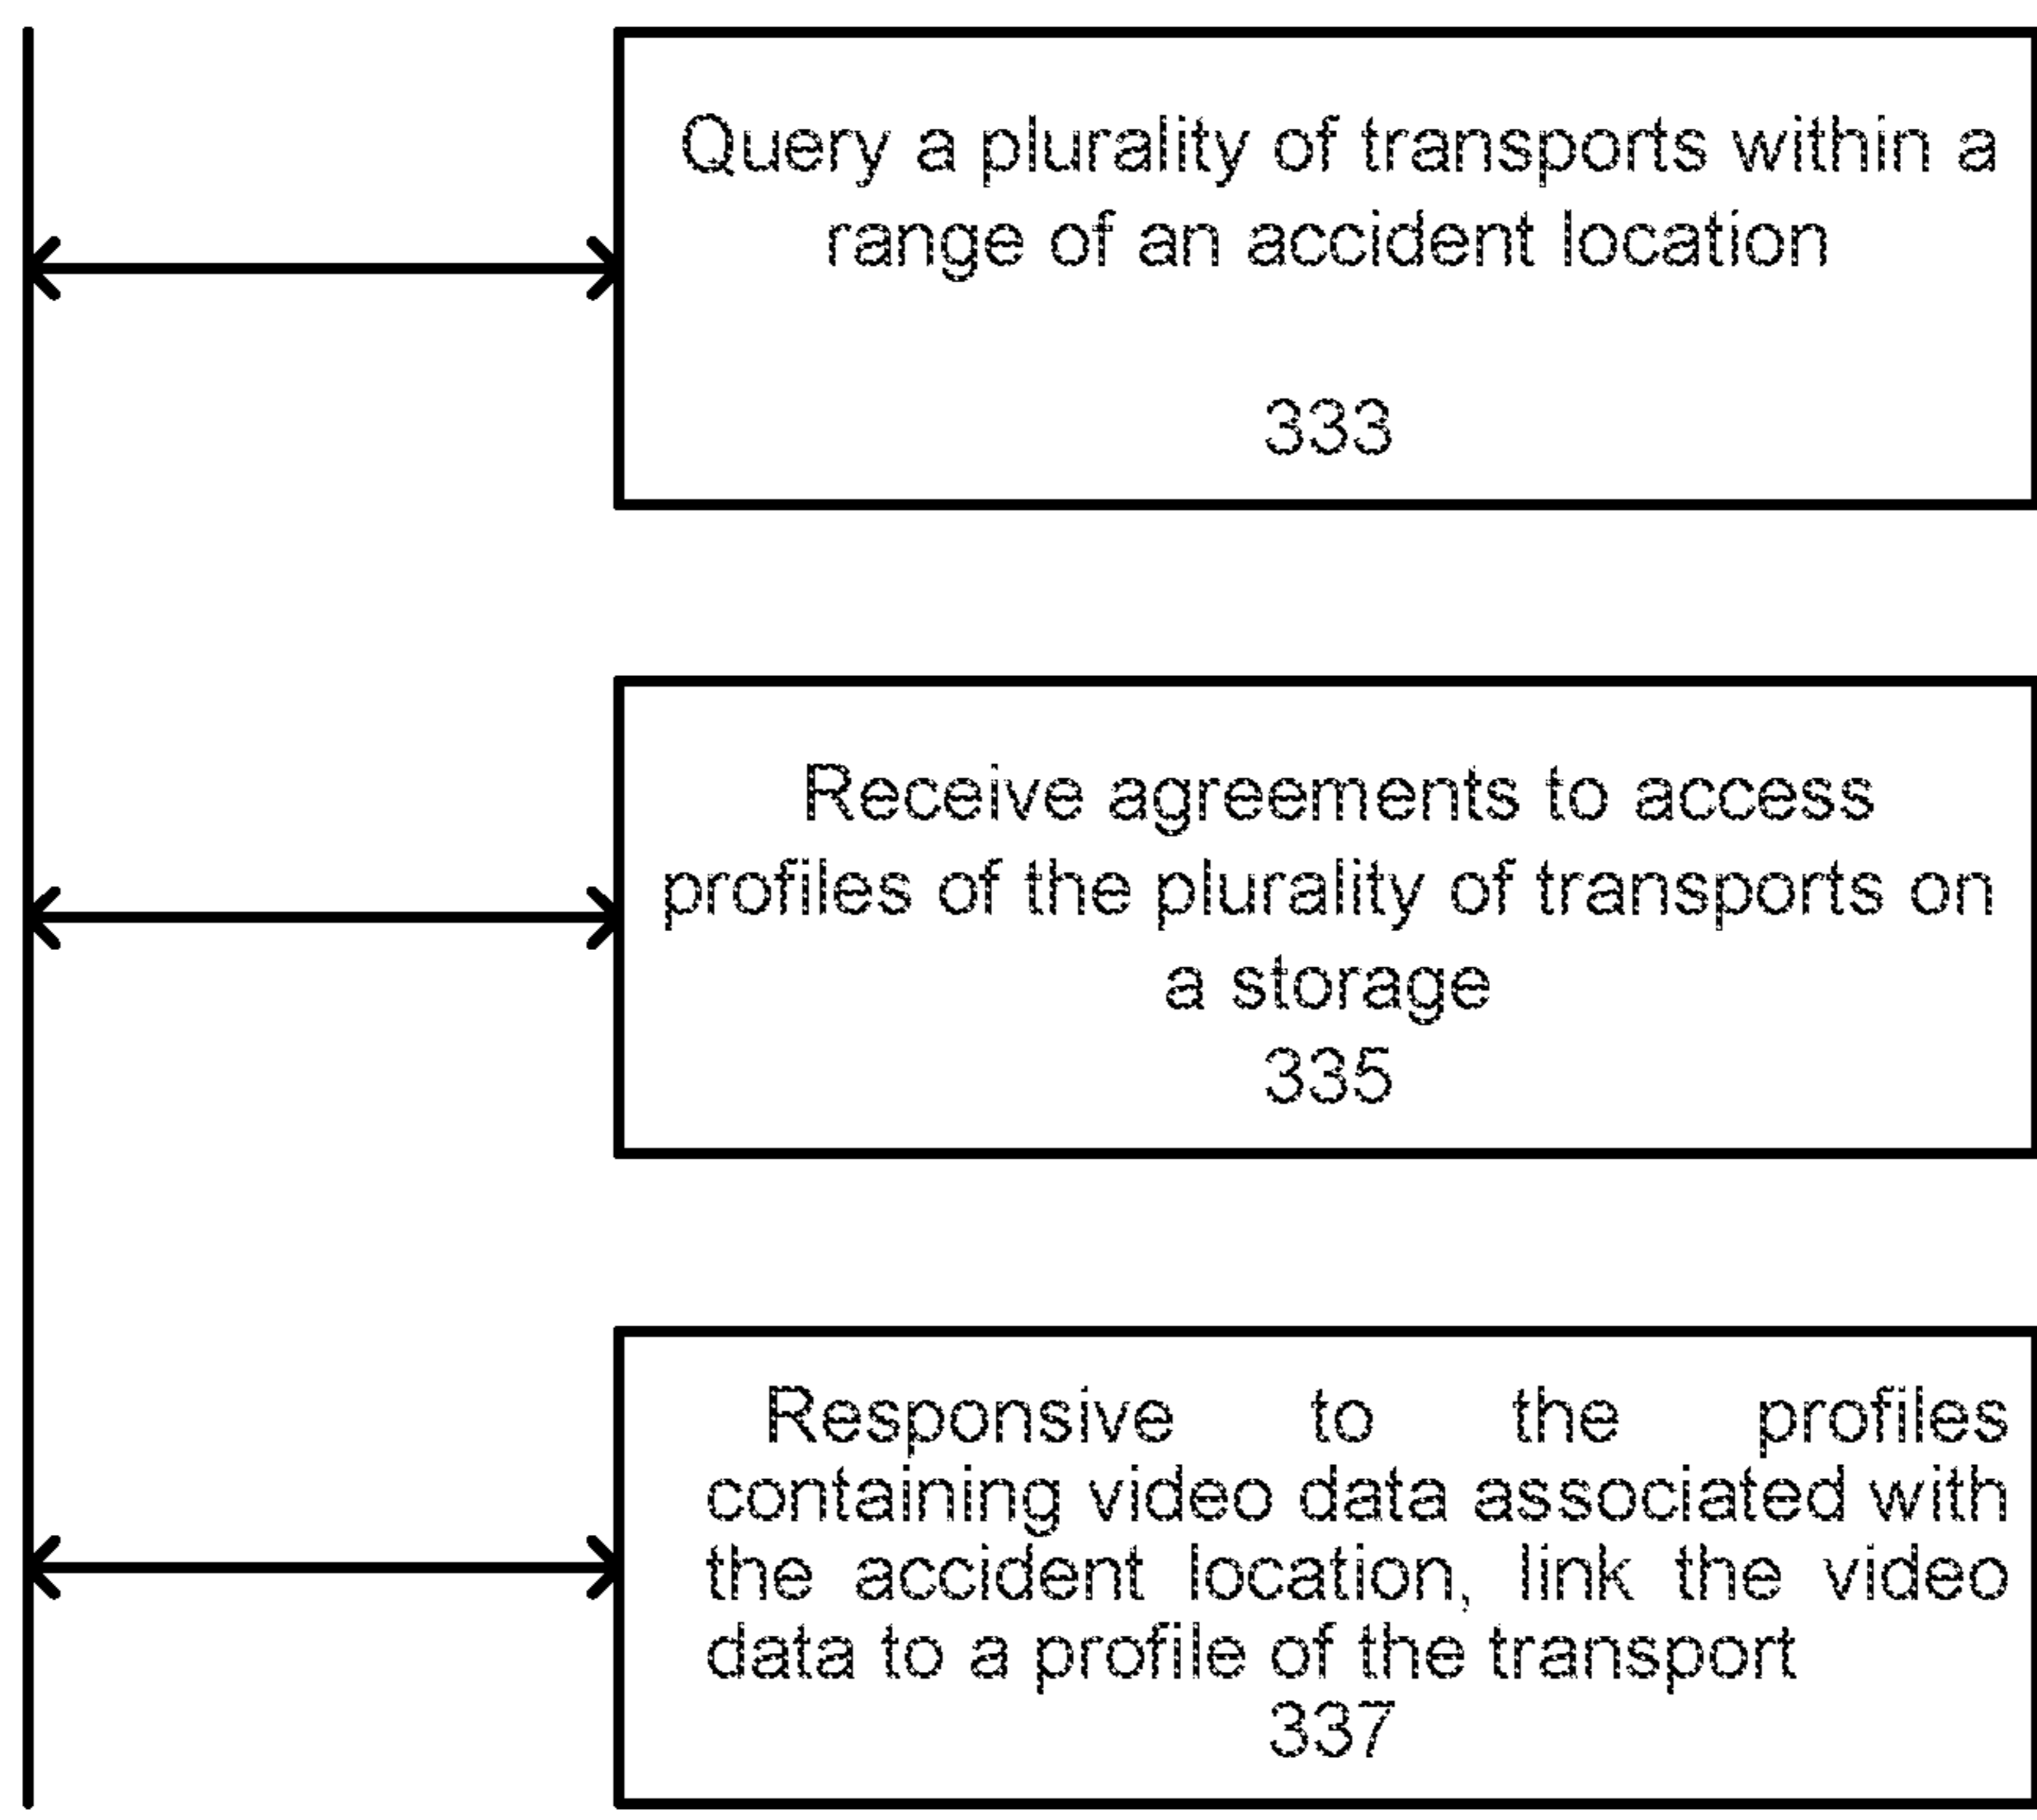 Query a plurality of transports within a
range of an accident location
333
Receive agreements to access
profiles of the plurality of transports on
a storage
335
Responsive to the profiles
containing video data associated with
the accident location, link the video
data to a profile of the transport
337